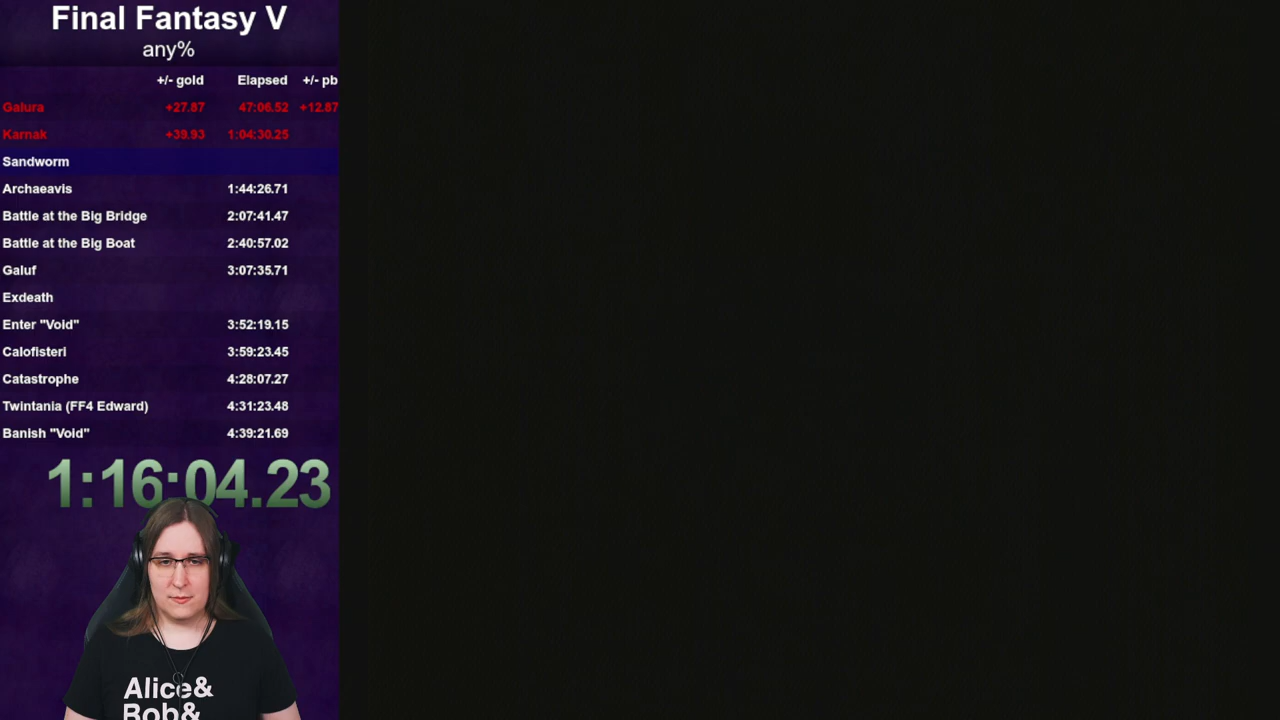 Final Fantasy V
any%
+/- gold Elapsed +/- pb
Galura +27.87 47:06.52 +12.87
Karnak +39.93 1:04:30.25
Sandworm
Archaeavis 1:44:26.71
Battle at the Big Bridge 2:07:41.47
Battle at the Big Boat 2:40:57.02
Galuf 3:07:35.71
Exdeath
Enter "Void" 3:52:19.15
Calofisteri 3:59:23.45
Catastrophe 4:28:07.27
Twintania (FF4 Edward) 4:31:23.48
Banish "Void" 4:39:21.69
1:16:04.23
Alice&
Bob&